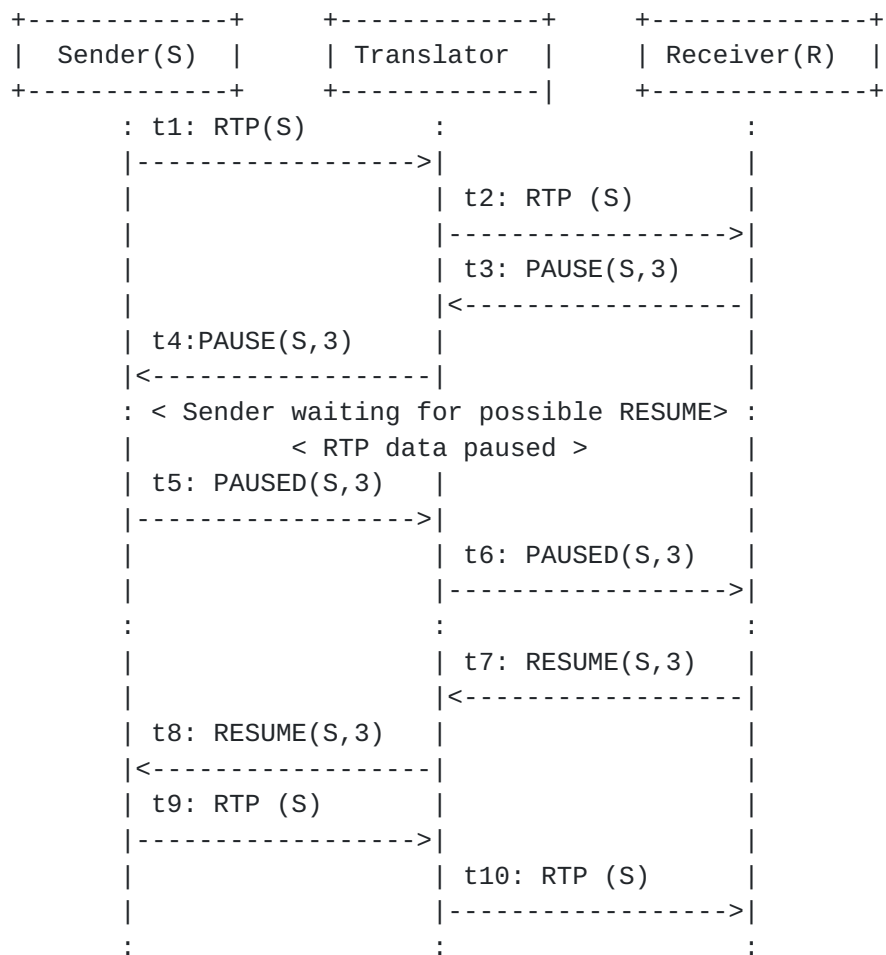 Sender(S) Translator Receiver(R)
t1: RTP(S)
t2: RTP (S)
t3: PAUSE(S,3)
t4:PAUSE(S,3)
< Sender waiting for possible RESUME>
< RTP data paused >
t5: PAUSED(S,3)
t6: PAUSED(S,3)
t7: RESUME(S,3)
t8: RESUME(S,3)
t9: RTP (S)
t10: RTP (S)